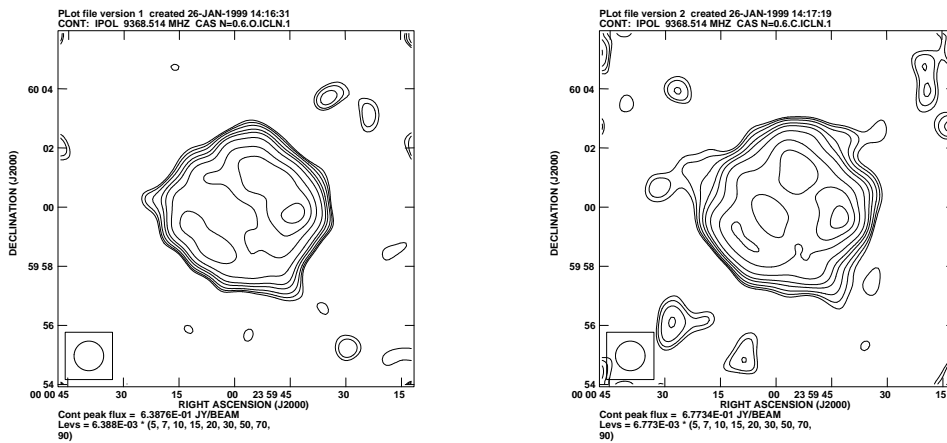 PLot file version 1 created 26-JAN-1999 14:16:31
CONT: IPOL 9368.514 MHZ CAS N=0.6.O.ICLN.1
DECLINATION (J2000)
60 04
02
00
59 58
56
54
00 00 45 30 15 00 23 59 45 30 15
RIGHT ASCENSION (J2000)
Cont peak flux = 6.3876E-01 JY/BEAM
Levs = 6.388E-03 * (5, 7, 10, 15, 20, 30, 50, 70,
90)
PLot file version 2 created 26-JAN-1999 14:17:19
CONT: IPOL 9368.514 MHZ CAS N=0.6.C.ICLN.1
DECLINATION (J2000)
60 04
02
00
59 58
56
54
00 00 45 30 15 00 23 59 45 30 15
RIGHT ASCENSION (J2000)
Cont peak flux = 6.7734E-01 JY/BEAM
Levs = 6.773E-03 * (5, 7, 10, 15, 20, 30, 50, 70,
90)